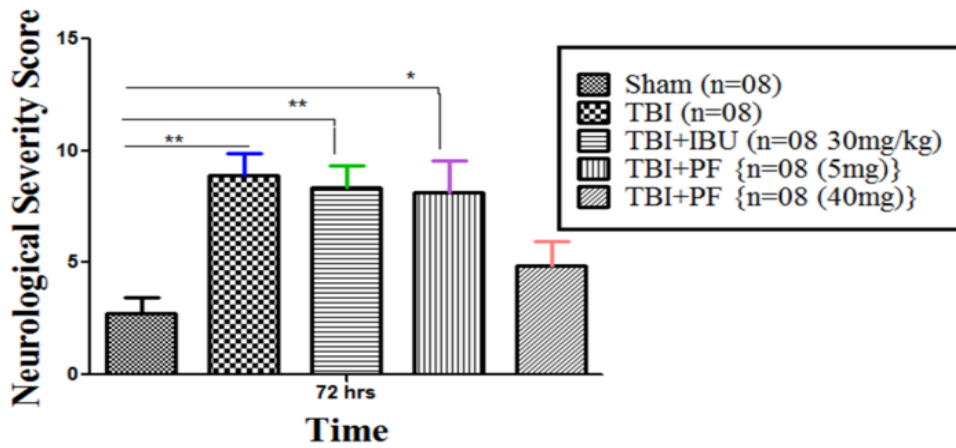 Neurological Severity Score
15
10
5
0
*
**
**
72 hrs
Time
Sham (n=08)
TBI (n=08)
TBI+IBU (n=08 30mg/kg)
TBI+PF {n=08 (5mg)}
TBI+PF {n=08 (40mg)}